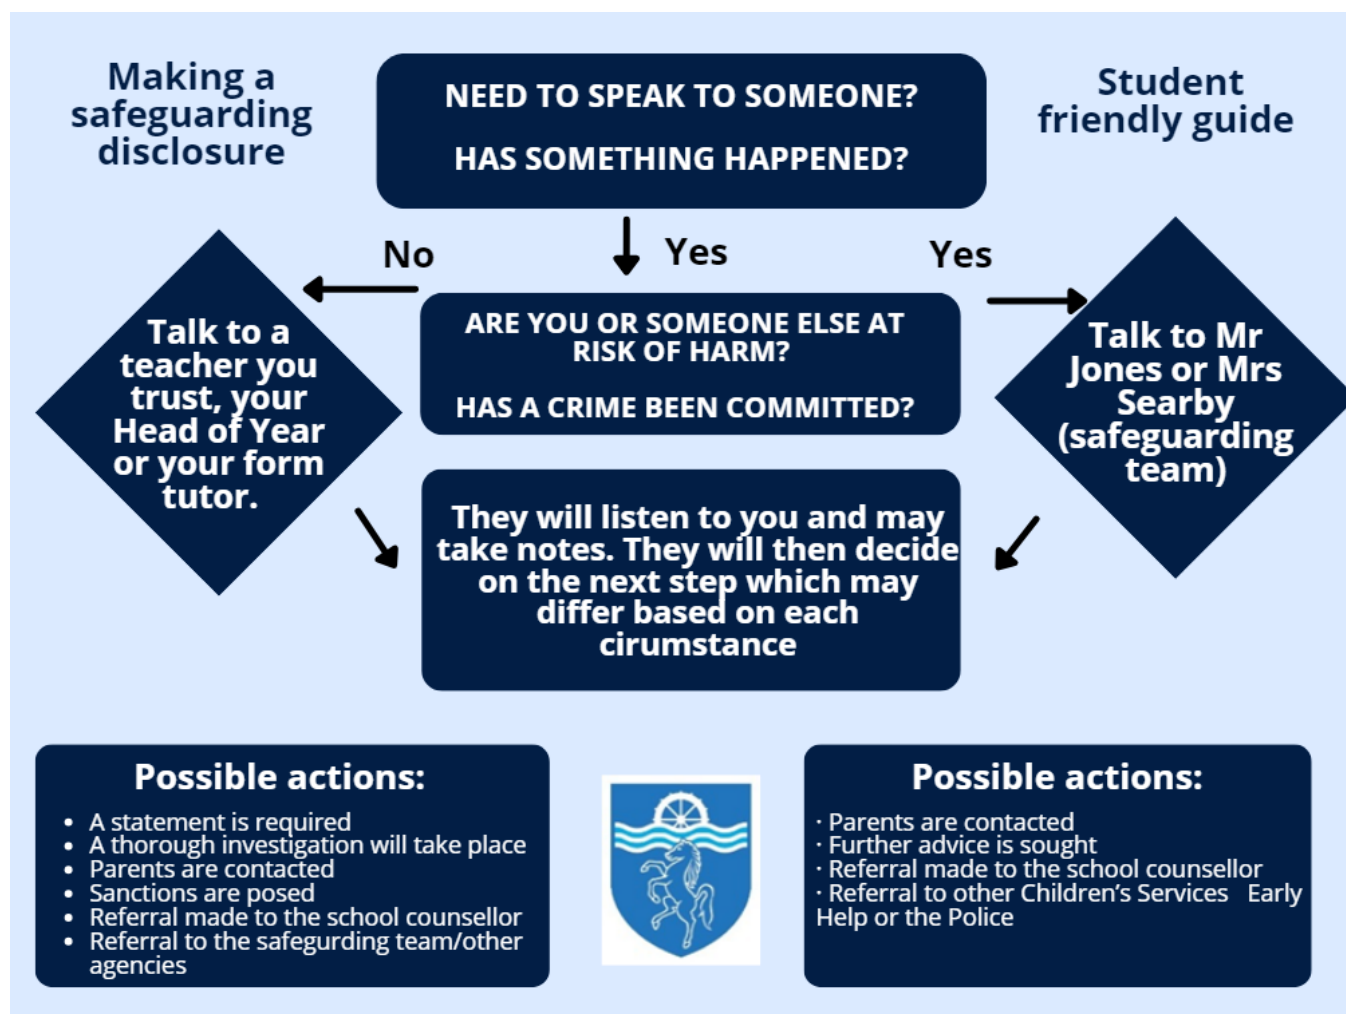 Making a
safeguarding
disclosure
NEED TO SPEAK TO SOMEONE?
HAS SOMETHING HAPPENED?
Student
friendly guide
No
Yes
Yes
Talk to a
teacher you
trust, your
Head of Year
or your form
tutor.
ARE YOU OR SOMEONE ELSE AT
RISK OF HARM?
HAS A CRIME BEEN COMMITTED?
Talk to Mr
Jones or Mrs
Searby
(safeguarding
team)
They will listen to you and may
take notes. They will then decide
on the next step which may
differ based on each
cirumstance
Possible actions:
• A statement is required
• A thorough investigation will take place
• Parents are contacted
• Sanctions are posed
• Referral made to the school counsellor
• Referral to the safegurding team/other
agencies
Possible actions:
· Parents are contacted
· Further advice is sought
· Referral made to the school counsellor
· Referral to other Children’s Services   Early
Help or the Police